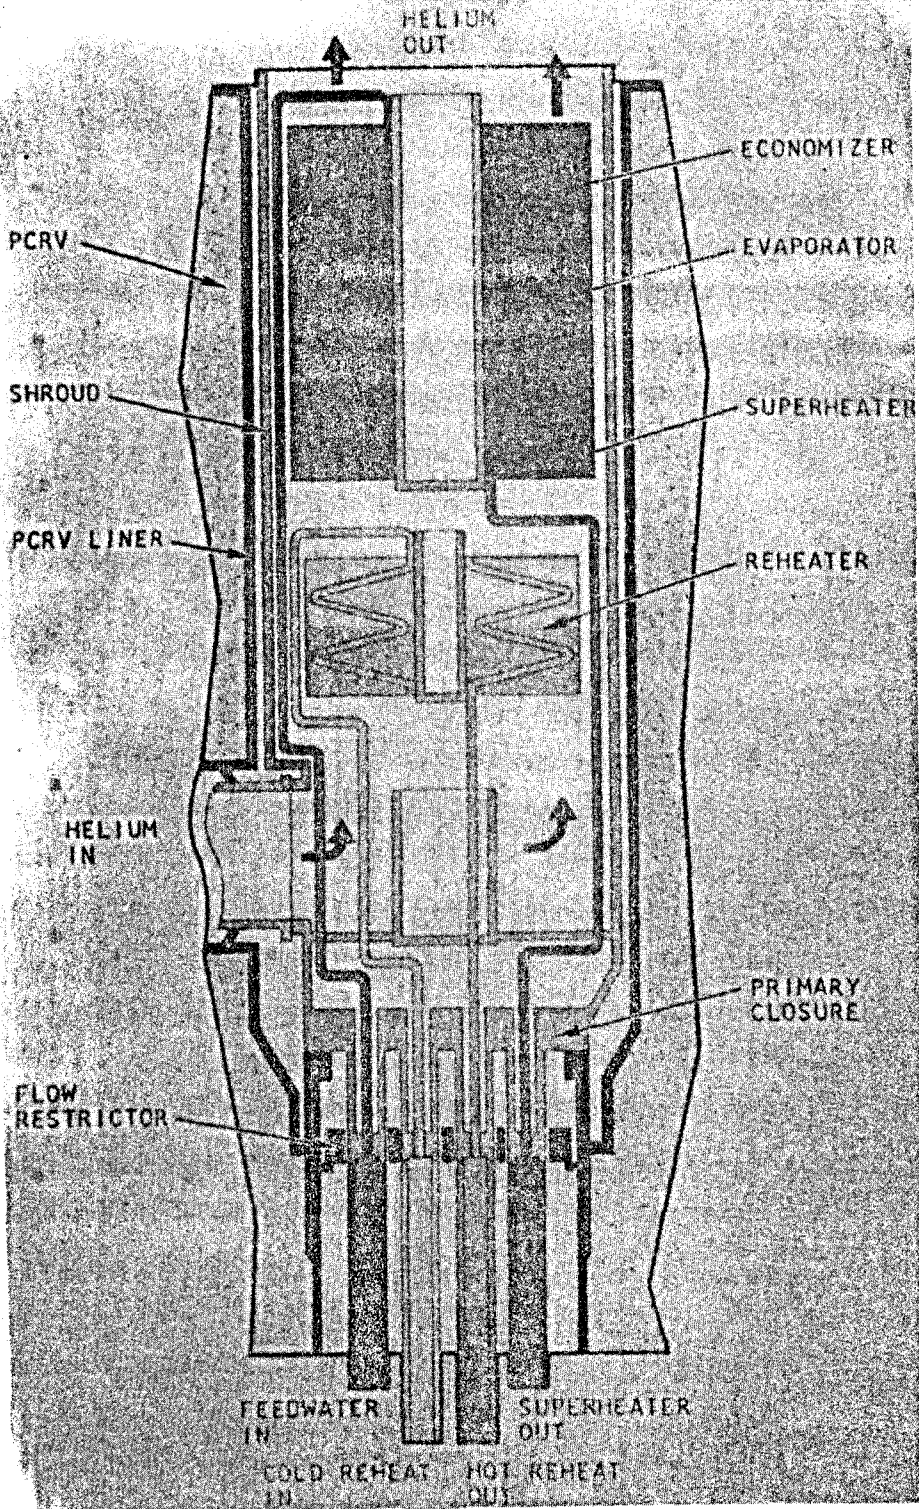 HELIUM
OUT
ECONOMIZER
PCRV
EVAPORATOR
SHROUD
SUPERHEATER
PCRV LINER
REHEATER
HELIUM
IN
PRIMARY
CLOSURE
FLOW
RESTRICTOR
FEEDWATER
IN
SUPERHEATER
OUT
COLD REHEAT
IN
HOT REHEAT
OUT